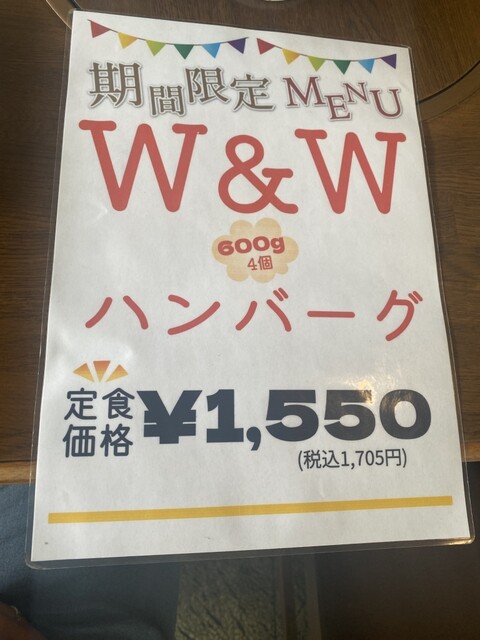 期間限定 MENU
W&W
600g
4個
ハンバーグ
定食
価格
¥1,550
(税込1,705円)